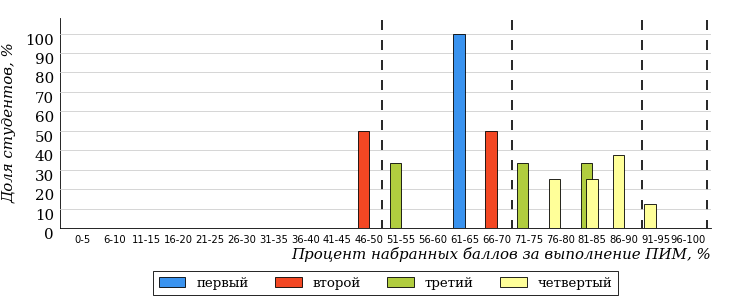 Доля студентов, %
100
90
80
70
60
50
40
30
20
10
0
0-5 6-10 11-15 16-20 21-25 26-30 31-35 36-40 41-45 46-50 51-55 56-60 61-65 66-70 71-75 76-80 81-85 86-90 91-95 96-100
Процент набранных баллов за выполнение ПИМ, %
первый второй третий четвертый